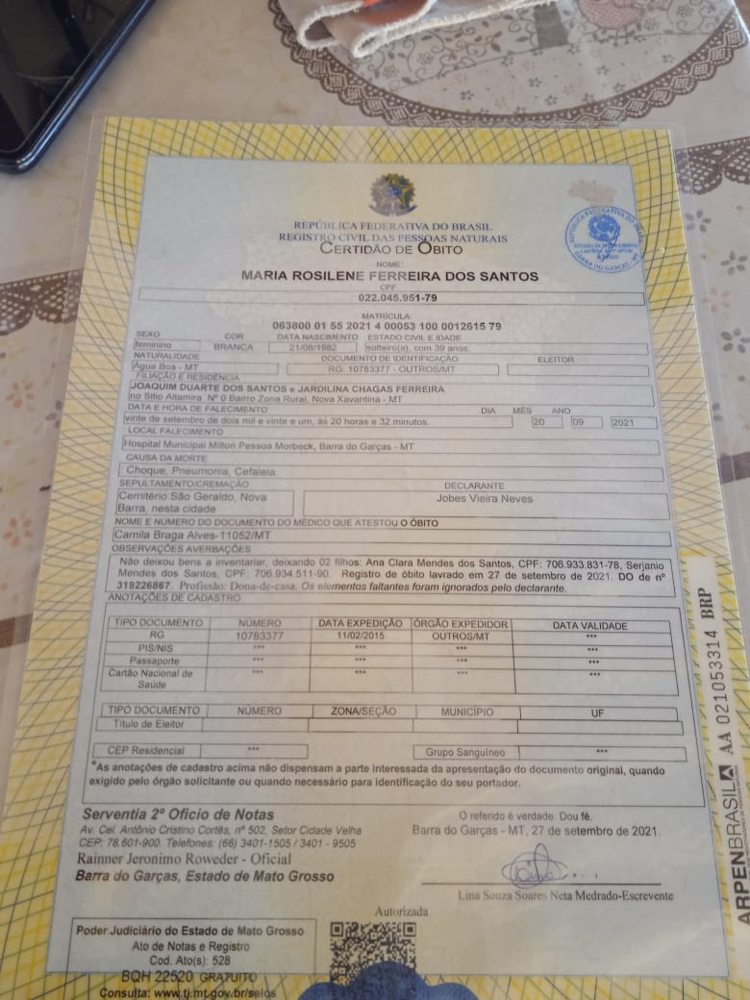 REPÚBLICA FEDERATIVA DO BRASIL
REGISTRO CIVIL DAS PESSOAS NATURAIS
CERTIDÃO DE ÓBITO
NOME:
MARIA ROSILENE FERREIRA DOS SANTOS
CPF
022.045.951-79
MATRÍCULA:
063800 01 55 2021 4 00053 100 0012615 79
SEXO COR DATA NASCIMENTO ESTADO CIVIL E IDADE
feminino BRANCA 21/08/1982 solteiro(a), com 39 anos.
NATURALIDADE DOCUMENTO DE IDENTIFICAÇÃO ELEITOR
Água Boa - MT RG: 10783377 - OUTROS/MT
FILIAÇÃO E RESIDÊNCIA
JOAQUIM DUARTE DOS SANTOS e JARDILINA CHAGAS FERREIRA
no Sítio Altamira Nº 0 Bairro Zona Rural, Nova Xavantina - MT
DATA E HORA DE FALECIMENTO DIA MÊS ANO
vinte de setembro de dois mil e vinte e um, às 20 horas e 32 minutos. 20 09 2021
LOCAL FALECIMENTO
Hospital Municipal Milton Pessoa Morbeck, Barra do Garças - MT
CAUSA DA MORTE
Choque, Pneumonia, Cefaleia.
SEPULTAMENTO/CREMAÇÃO DECLARANTE
Cemitério São Geraldo, Nova Jobes Vieira Neves
Barra, nesta cidade
NOME E NÚMERO DO DOCUMENTO DO MÉDICO QUE ATESTOU O ÓBITO
Camila Braga Alves-11052/MT
OBSERVAÇÕES AVERBAÇÕES
Não deixou bens a inventariar, deixando 02 filhos: Ana Clara Mendes dos Santos, CPF: 706.933.831-78, Serjanio
Mendes dos Santos, CPF: 706.934.511-90. Registro de óbito lavrado em 27 de setembro de 2021. DO de nº
319226867. Profissão: Dona-de-casa. Os elementos faltantes foram ignorados pelo declarante.
ANOTAÇÕES DE CADASTRO
TIPO DOCUMENTO NÚMERO DATA EXPEDIÇÃO ÓRGÃO EXPEDIDOR DATA VALIDADE
RG 10783377 11/02/2015 OUTROS/MT ***
PIS/NIS *** *** *** ***
Passaporte *** *** *** ***
Cartão Nacional de *** *** *** ***
Saúde
TIPO DOCUMENTO NÚMERO ZONA/SEÇÃO MUNICÍPIO UF
Título de Eleitor
CEP Residencial *** Grupo Sanguíneo ***
*As anotações de cadastro acima não dispensam a parte interessada da apresentação do documento original, quando
exigido pelo órgão solicitante ou quando necessário para identificação do seu portador.
Serventia 2º Oficio de Notas
Av. Cel. Antônio Cristino Cortês, nº 502, Setor Cidade Velha
CEP: 78.601-900. Telefones: (66) 3401-1505 / 3401 - 9505
Rainner Jeronimo Roweder - Oficial
Barra do Garças, Estado de Mato Grosso
O referido é verdade. Dou fé.
Barra do Garças - MT, 27 de setembro de 2021.
Lina Souza Soares Neta Medrado-Escrevente
Autorizada
Poder Judiciário do Estado de Mato Grosso
Ato de Notas e Registro
Cod. Ato(s): 528
BQH 22520 GRATUITO
Consulta: www.tj.mt.gov.br/selos
ARPENBRASIL AA 021053314 BRP